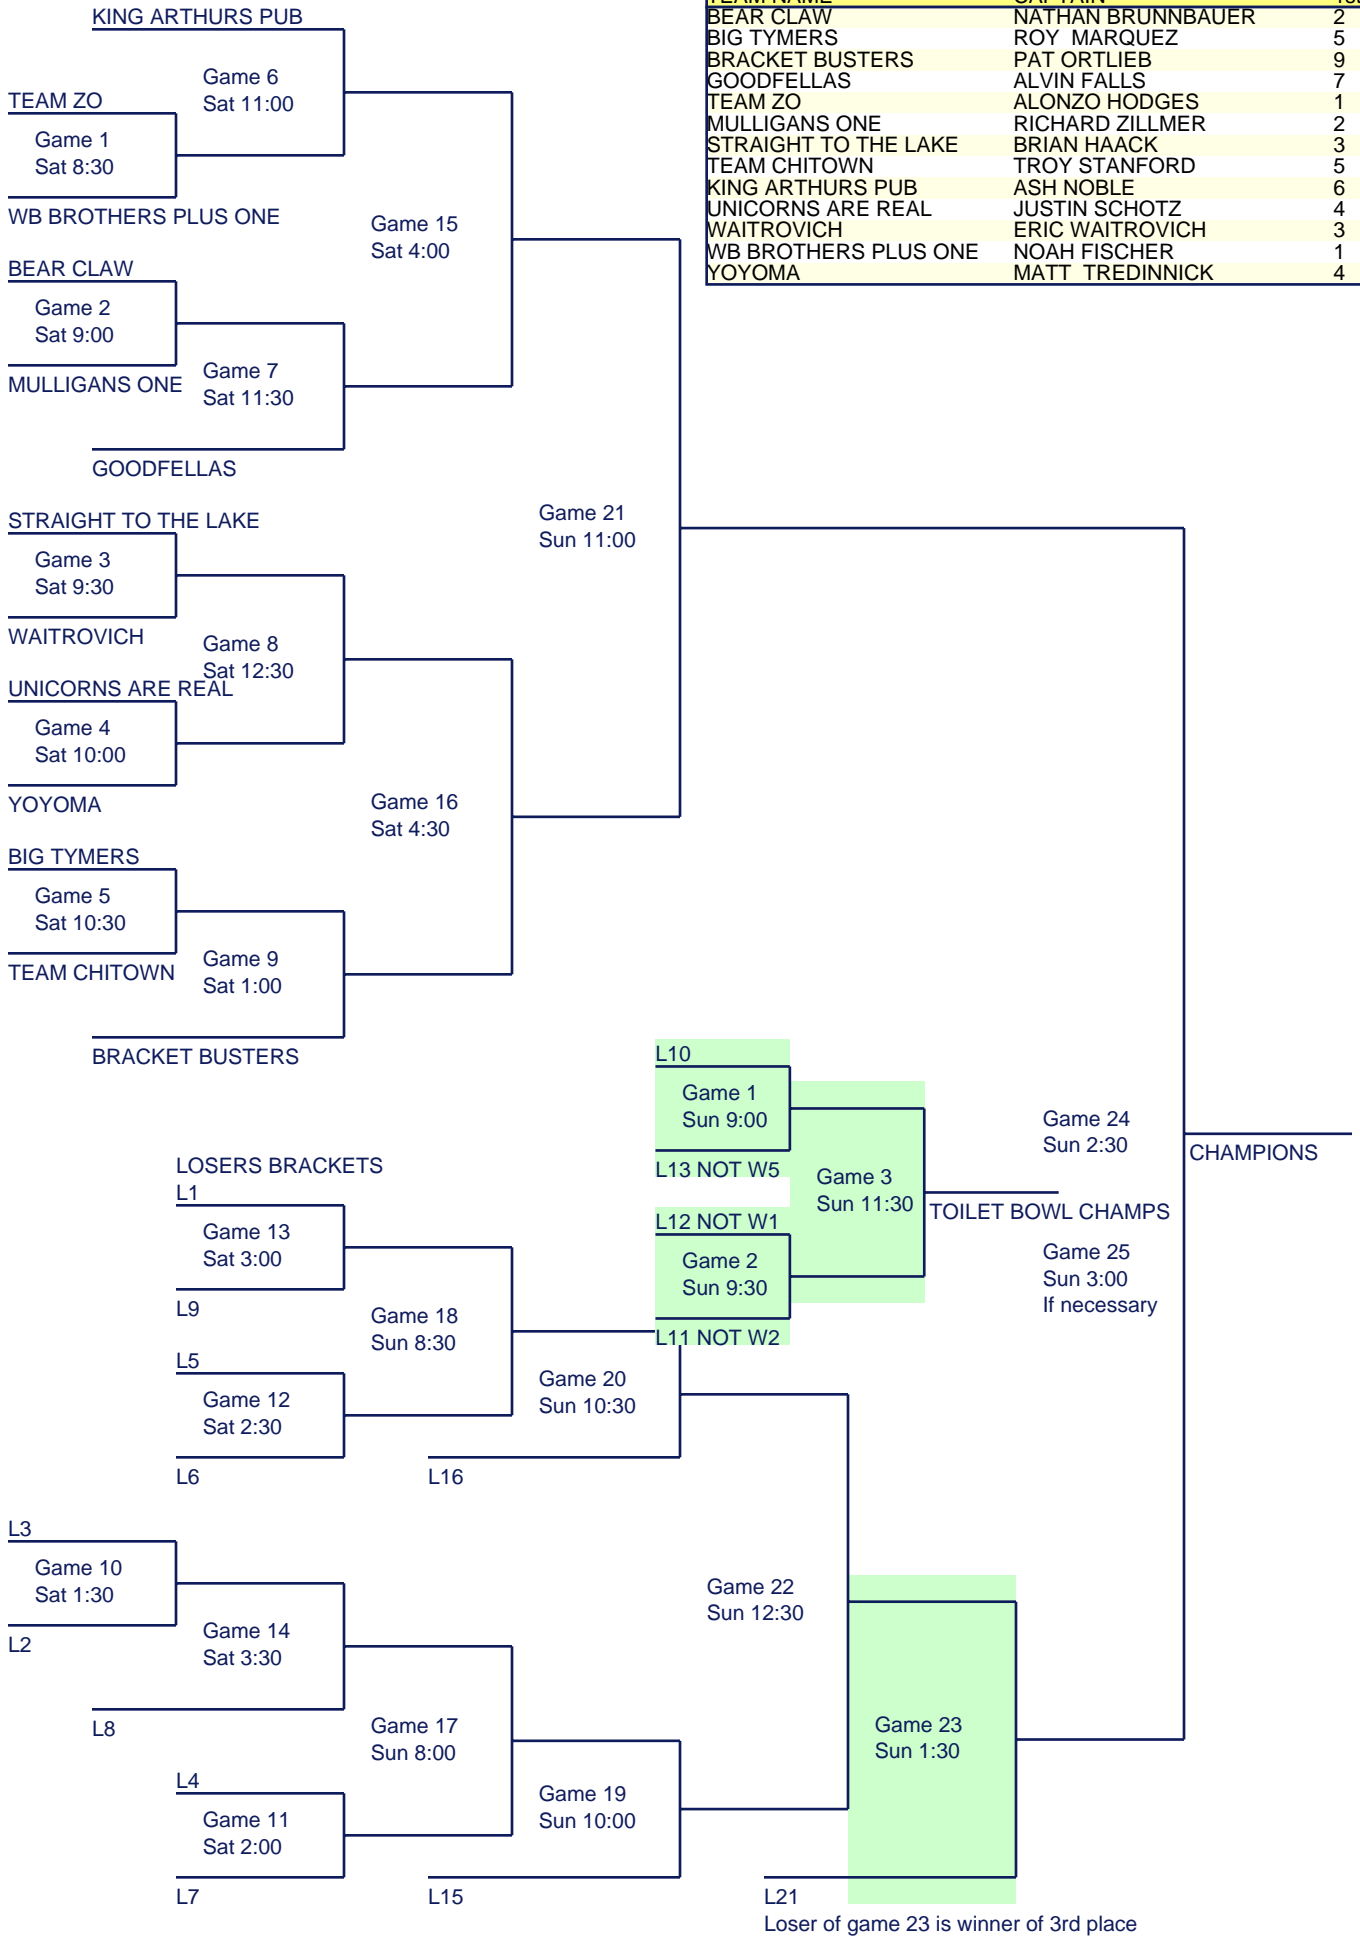 KING ARTHURS PUB
Game 6
Sat 11:00
TEAM ZO
Game 1
Sat 8:30
WB BROTHERS PLUS ONE
Game 15
Sat 4:00
BEAR CLAW
Game 2
Sat 9:00
MULLIGANS ONE
Game 7
Sat 11:30
GOODFELLAS
STRAIGHT TO THE LAKE
Game 3
Sat 9:30
WAITROVICH
Game 21
Sun 11:00
Game 8
Sat 12:30
UNICORNS ARE REAL
Game 4
Sat 10:00
YOYOMA
Game 16
Sat 4:30
BIG TYMERS
Game 5
Sat 10:30
TEAM CHITOWN
Game 9
Sat 1:00
BRACKET BUSTERS
TEAM NAME CAPTAIN
BEAR CLAW NATHAN BRUNNBAUER 2
BIG TYMERS ROY  MARQUEZ 5
BRACKET BUSTERS PAT ORTLIEB 9
GOODFELLAS ALVIN FALLS 7
TEAM ZO ALONZO HODGES 1
MULLIGANS ONE RICHARD ZILLMER 2
STRAIGHT TO THE LAKE BRIAN HAACK 3
TEAM CHITOWN TROY STANFORD 5
KING ARTHURS PUB ASH NOBLE 6
UNICORNS ARE REAL JUSTIN SCHOTZ 4
WAITROVICH ERIC WAITROVICH 3
WB BROTHERS PLUS ONE NOAH FISCHER 1
YOYOMA MATT  TREDINNICK 4
L10
Game 1
Sun 9:00
L13 NOT W5
Game 3
Sun 11:30
L12 NOT W1
Game 2
Sun 9:30
L11 NOT W2
TOILET BOWL CHAMPS
Game 24
Sun 2:30
CHAMPIONS
Game 25
Sun 3:00
If necessary
LOSERS BRACKETS
L1
Game 13
Sat 3:00
L9
Game 18
Sun 8:30
L5
Game 12
Sat 2:30
L6
Game 20
Sun 10:30
L16
L3
Game 10
Sat 1:30
L2
Game 14
Sat 3:30
L8
Game 22
Sun 12:30
Game 17
Sun 8:00
L4
Game 11
Sat 2:00
L7
Game 19
Sun 10:00
L15
Game 23
Sun 1:30
L21
Loser of game 23 is winner of 3rd place